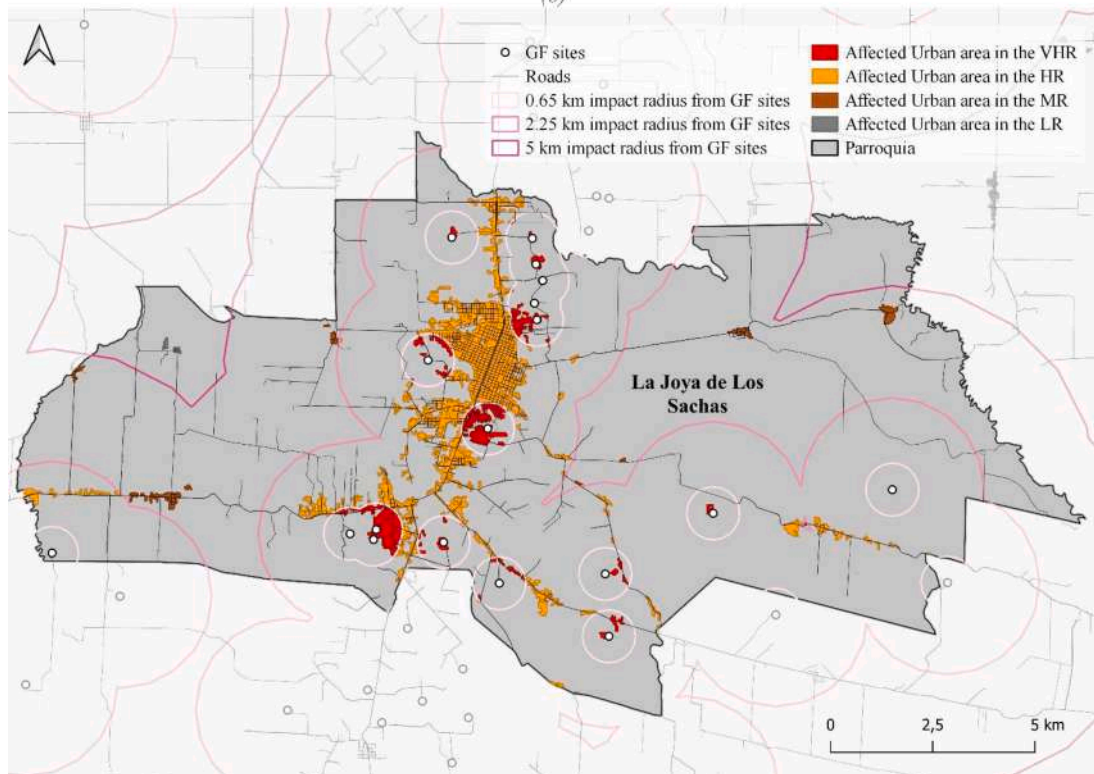 GF sites
Roads
0.65 km impact radius from GF sites
2.25 km impact radius from GF sites
5 km impact radius from GF sites
Affected Urban area in the VHR
Affected Urban area in the HR
Affected Urban area in the MR
Affected Urban area in the LR
Parroquia
La Joya de Los
Sachas
0 2,5 5 km